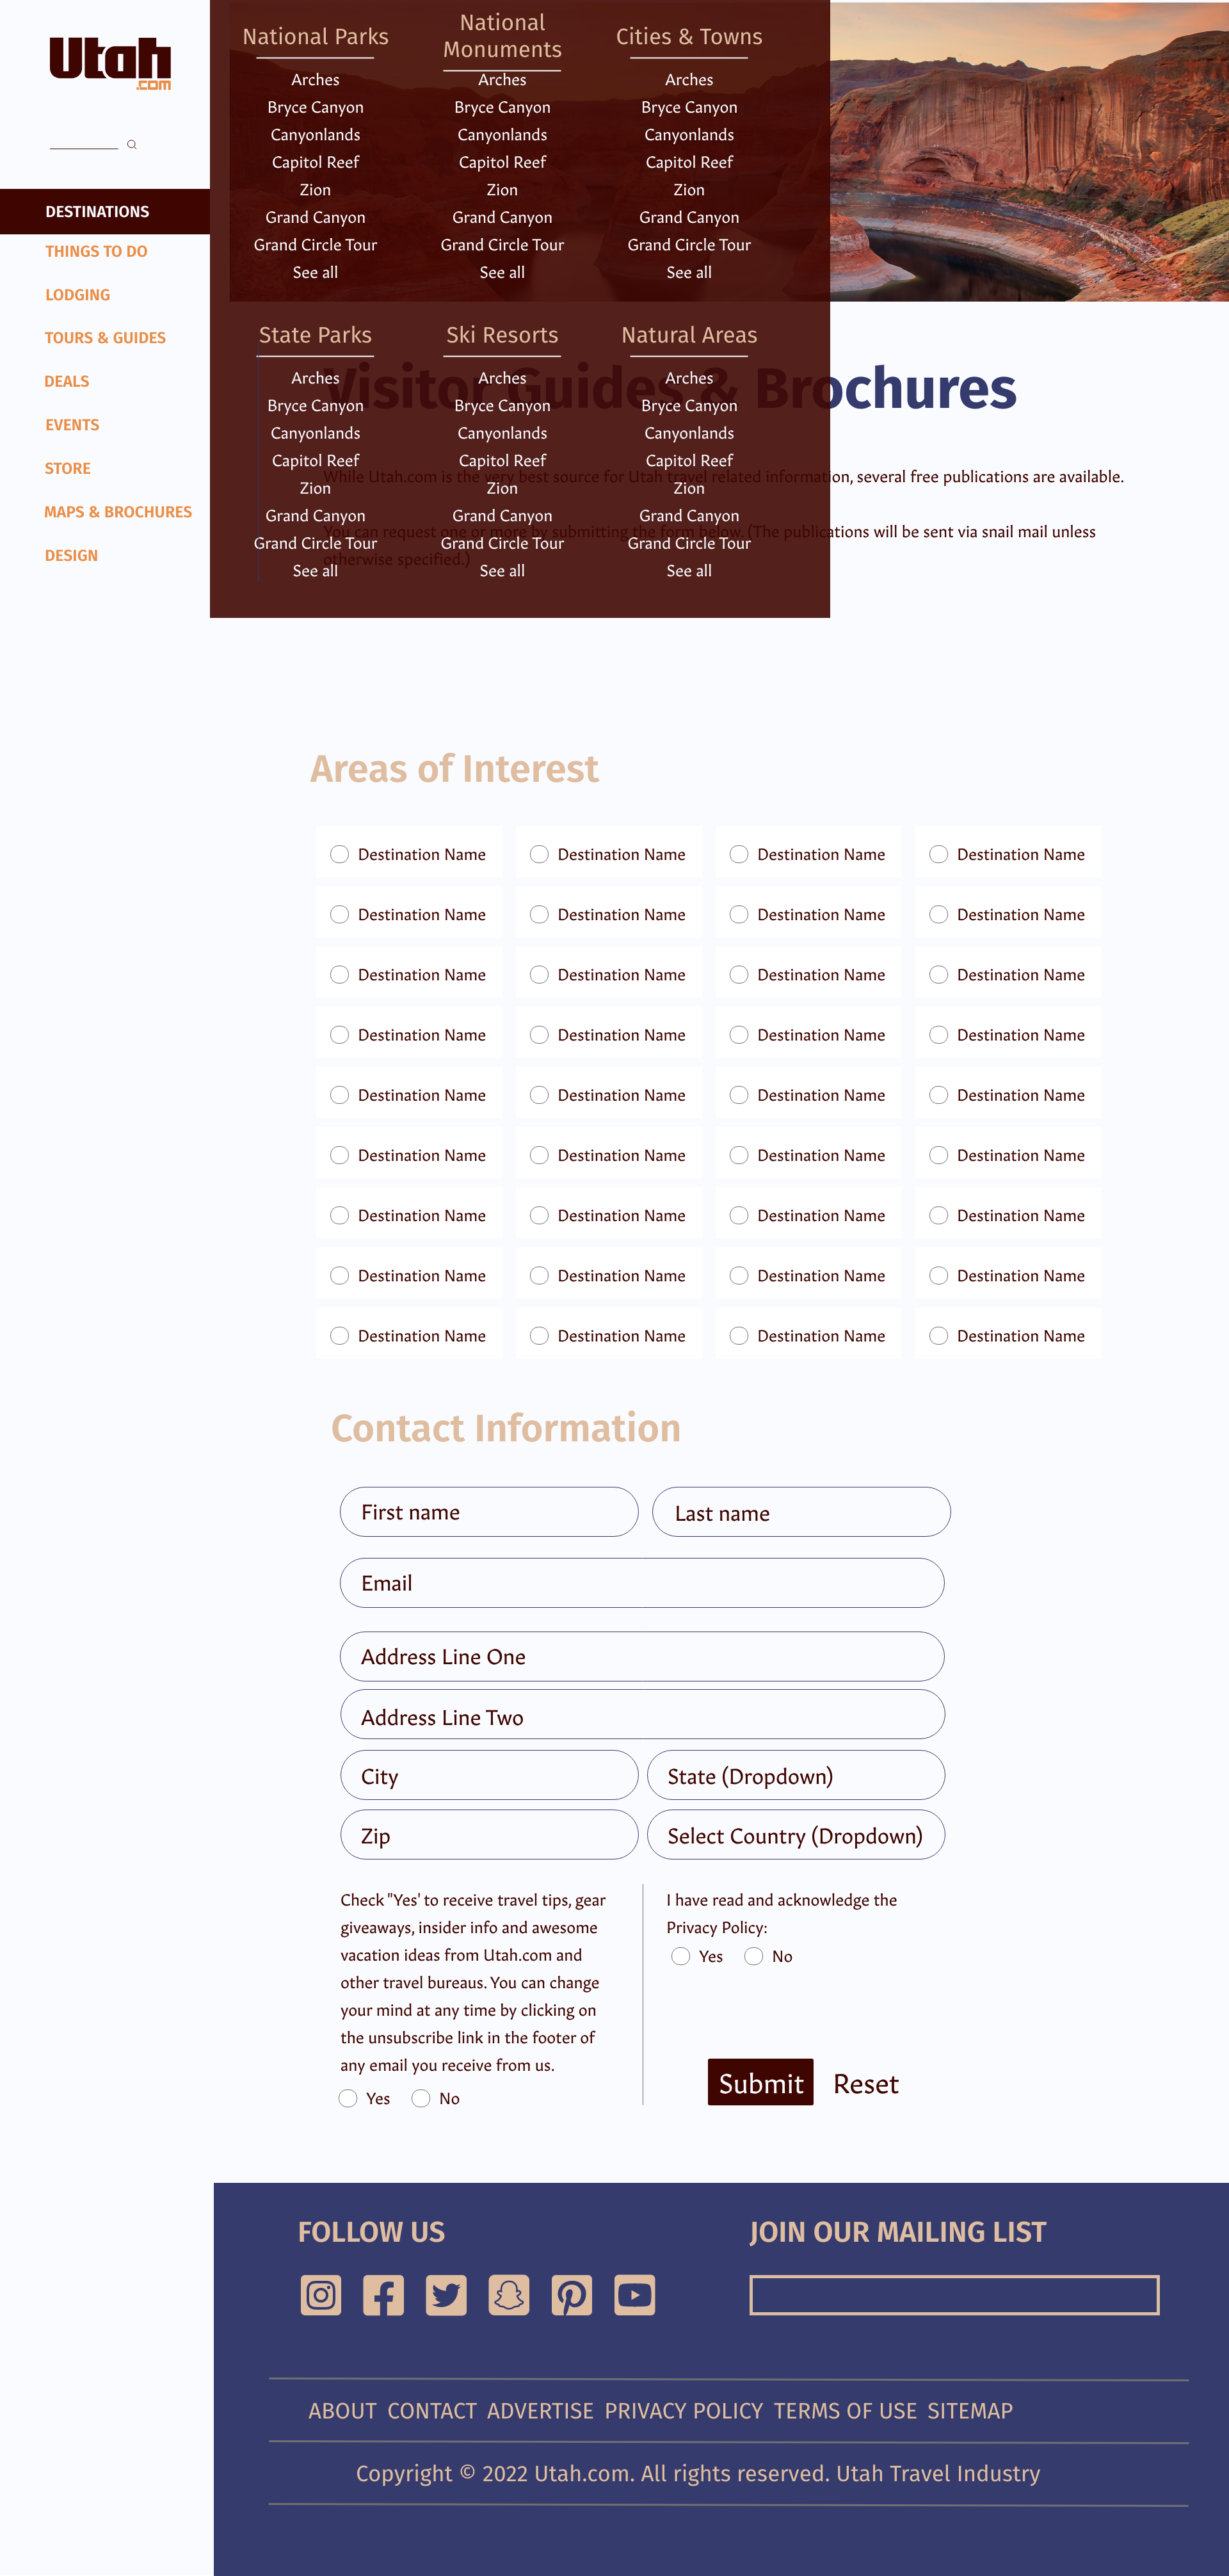 Utah
.com
DESTINATIONS
THINGS TO DO
LODGING
TOURS & GUIDES
DEALS
EVENTS
STORE
MAPS & BROCHURES
DESIGN
National Parks
Arches
Bryce Canyon
Canyonlands
Capitol Reef
Zion
Grand Canyon
Grand Circle Tour
See all
National
Monuments
Arches
Bryce Canyon
Canyonlands
Capitol Reef
Zion
Grand Canyon
Grand Circle Tour
See all
Cities & Towns
Arches
Bryce Canyon
Canyonlands
Capitol Reef
Zion
Grand Canyon
Grand Circle Tour
See all
State Parks
Arches
Bryce Canyon
Canyonlands
Capitol Reef
Zion
Grand Canyon
Grand Circle Tour
See all
Ski Resorts
Arches
Bryce Canyon
Canyonlands
Capitol Reef
Zion
Grand Canyon
Grand Circle Tour
See all
Natural Areas
Arches
Bryce Canyon
Canyonlands
Capitol Reef
Zion
Grand Canyon
Grand Circle Tour
See all
Visitor Guides & Brochures
While Utah.com is the very best source for Utah travel related information, several free publications are available.
You can request one or more by submitting the form below. (The publications will be sent via snail mail unless
otherwise specified.)
Areas of Interest
Destination Name Destination Name Destination Name Destination Name
Destination Name Destination Name Destination Name Destination Name
Destination Name Destination Name Destination Name Destination Name
Destination Name Destination Name Destination Name Destination Name
Destination Name Destination Name Destination Name Destination Name
Destination Name Destination Name Destination Name Destination Name
Destination Name Destination Name Destination Name Destination Name
Destination Name Destination Name Destination Name Destination Name
Destination Name Destination Name Destination Name Destination Name
Contact Information
First name Last name
Email
Address Line One
Address Line Two
City State (Dropdown)
Zip Select Country (Dropdown)
Check "Yes' to receive travel tips, gear
giveaways, insider info and awesome
vacation ideas from Utah.com and
other travel bureaus. You can change
your mind at any time by clicking on
the unsubscribe link in the footer of
any email you receive from us.
Yes No
I have read and acknowledge the
Privacy Policy:
Yes No
Submit Reset
FOLLOW US
JOIN OUR MAILING LIST
ABOUT CONTACT ADVERTISE PRIVACY POLICY TERMS OF USE SITEMAP
Copyright © 2022 Utah.com. All rights reserved. Utah Travel Industry